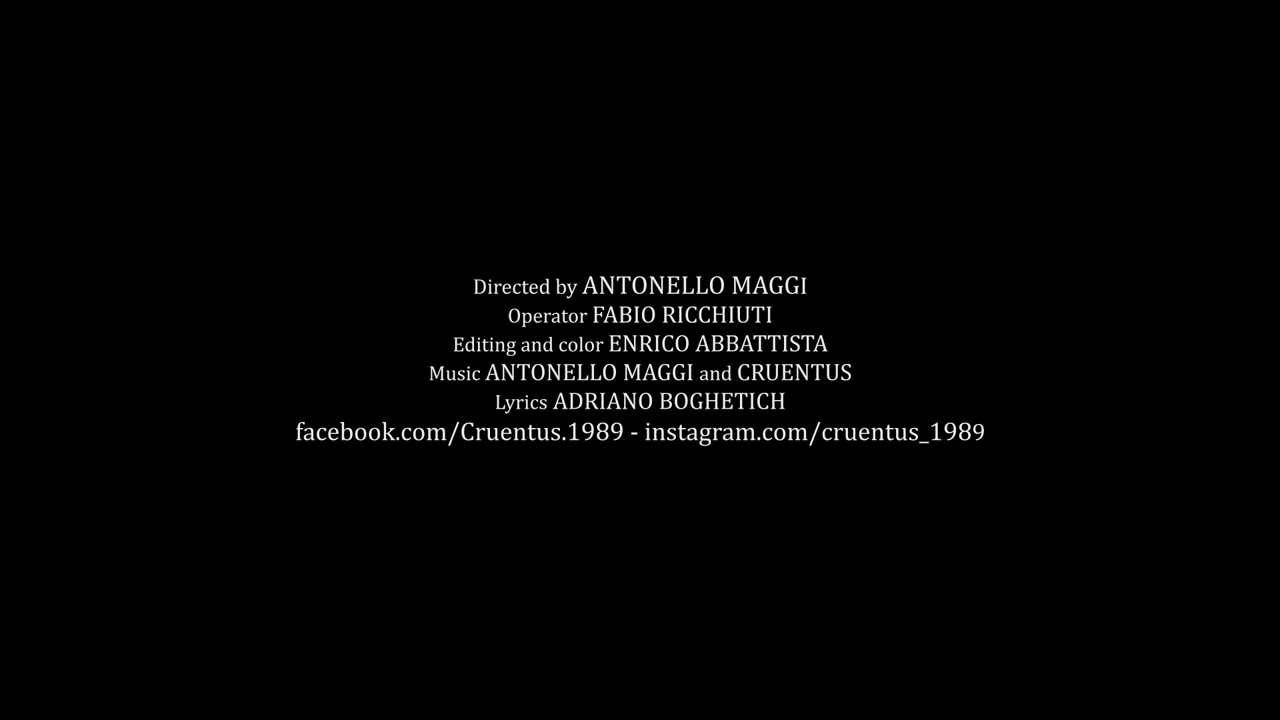 Directed by ANTONELLO MAGGI
Operator FABIO RICCHIUTI
Editing and color ENRICO ABBATTISTA
Music ANTONELLO MAGGI and CRUENTUS
Lyrics ADRIANO BOGHETICH
facebook.com/Cruentus.1989 - instagram.com/cruentus_1989